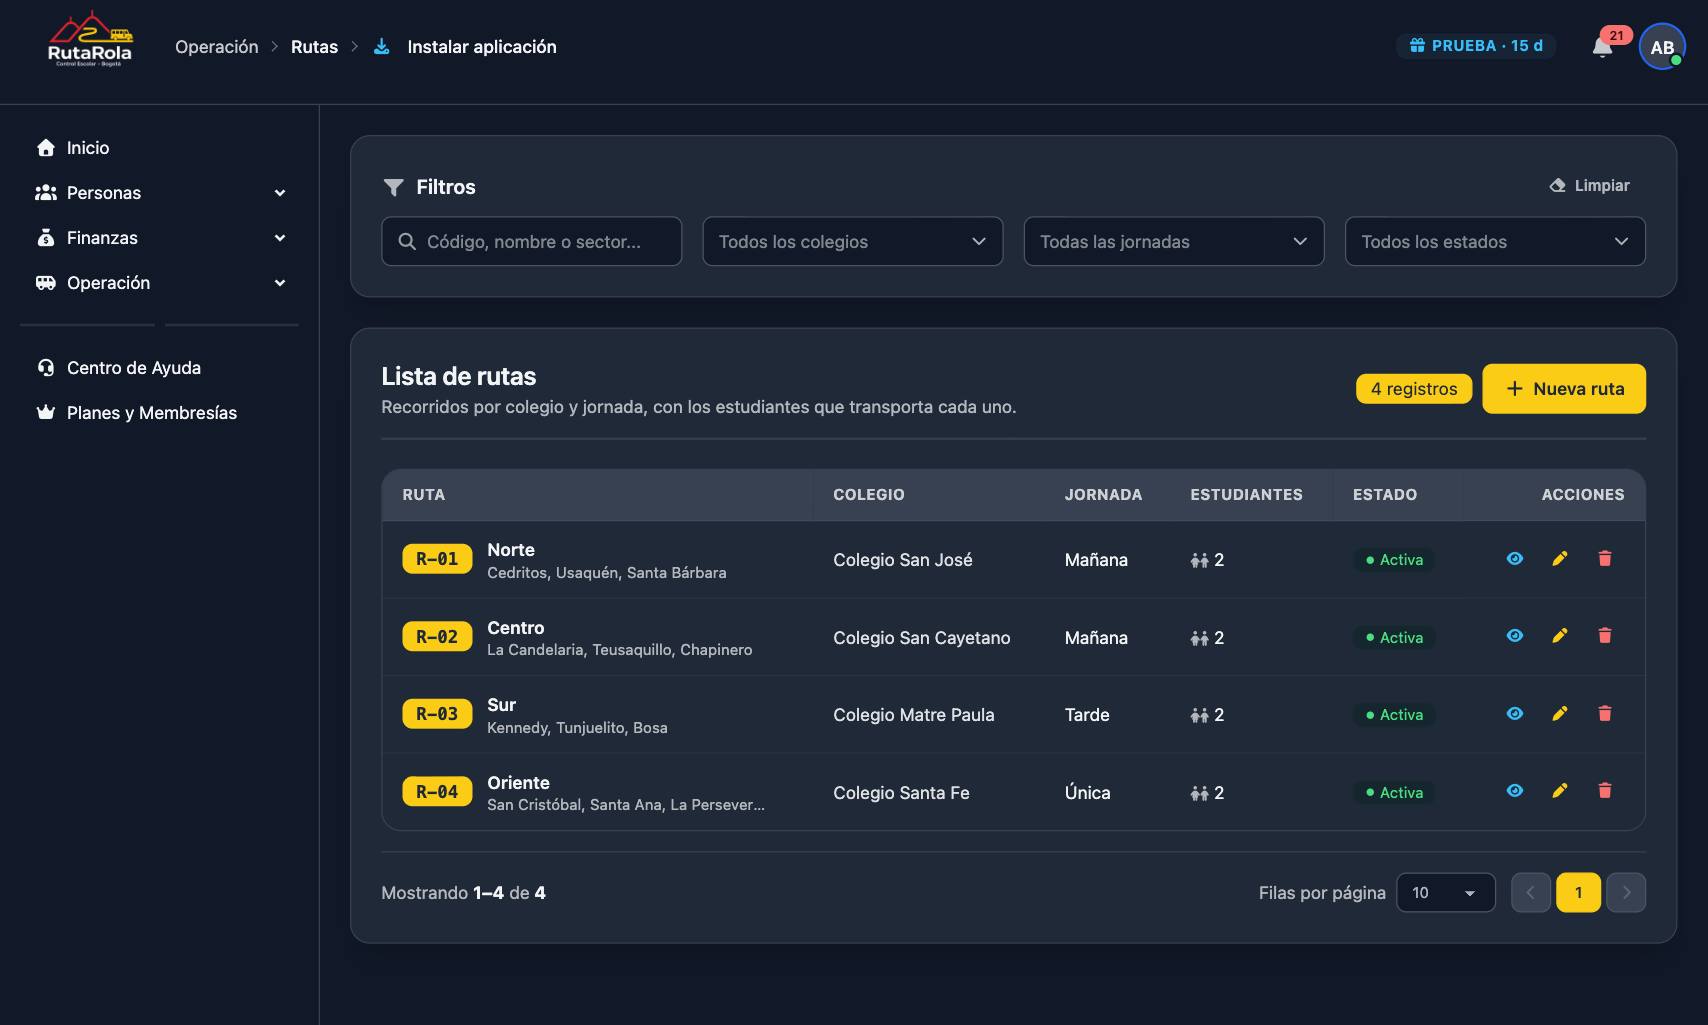 RutaRola
Control Escolar - Bogotá
Operación
Rutas
Instalar aplicación
PRUEBA · 15 d
21
AB
Inicio
Personas
Finanzas
Operación
Centro de Ayuda
Planes y Membresías
Filtros
Limpiar
Código, nombre o sector...
Todos los colegios
Todas las jornadas
Todos los estados
Lista de rutas
Recorridos por colegio y jornada, con los estudiantes que transporta cada uno.
4 registros
Nueva ruta
RUTA COLEGIO JORNADA ESTUDIANTES ESTADO ACCIONES
R-01 Norte Colegio San José Mañana 2 Activa
Cedritos, Usaquén, Santa Bárbara
R-02 Centro Colegio San Cayetano Mañana 2 Activa
La Candelaria, Teusaquillo, Chapinero
R-03 Sur Colegio Matre Paula Tarde 2 Activa
Kennedy, Tunjuelito, Bosa
R-04 Oriente Colegio Santa Fe Única 2 Activa
San Cristóbal, Santa Ana, La Persever...
Mostrando 1–4 de 4
Filas por página 10
1